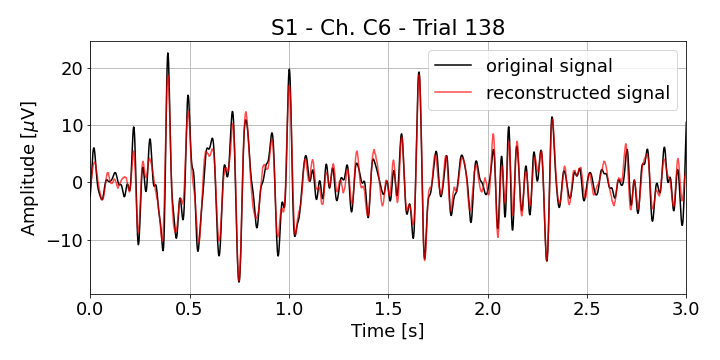 S1 - Ch. C6 - Trial 138
original signal
reconstructed signal
Amplitude [μV]
20
10
0
−10
0.0 0.5 1.0 1.5 2.0 2.5 3.0
Time [s]